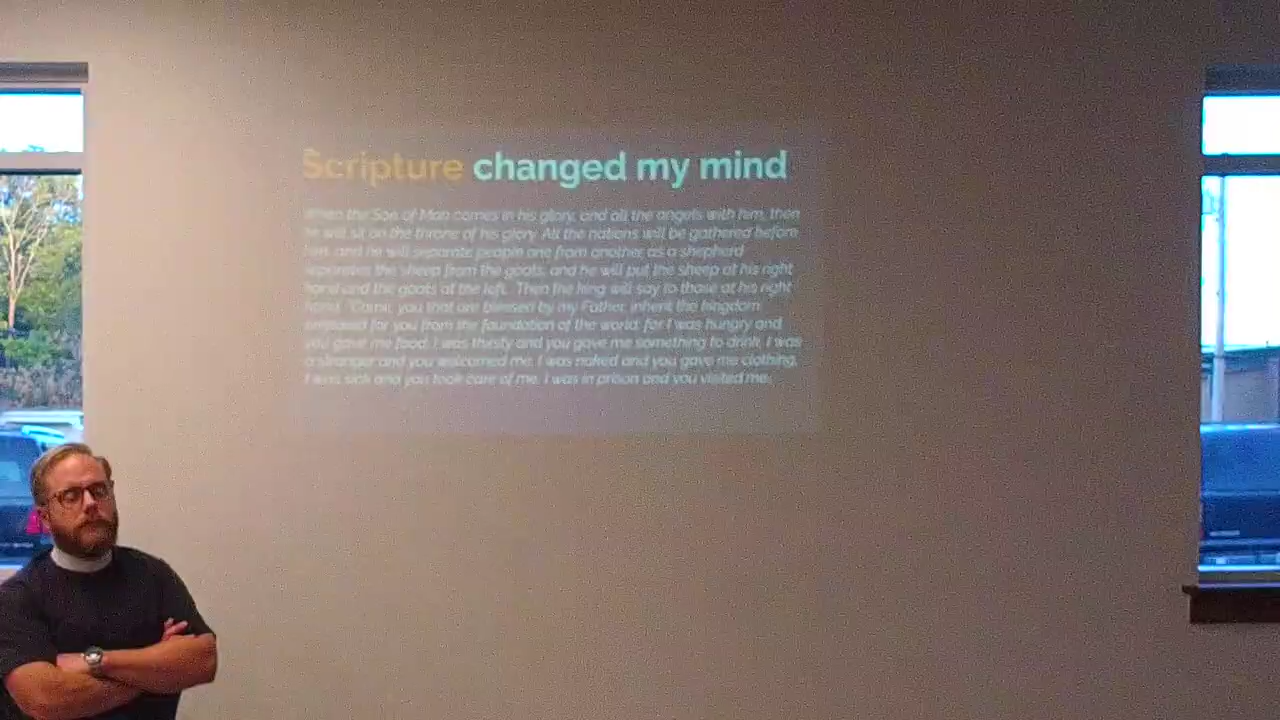 Scripture changed my mind
When the Son of Man comes in his glory, and all the angels with him, then
he will sit on the throne of his glory. All the nations will be gathered before
him, and he will separate people one from another as a shepherd
separates the sheep from the goats, and he will put the sheep at his right
hand and the goats at the left. Then the king will say to those at his right
hand, 'Come, you that are blessed by my Father, inherit the kingdom
prepared for you from the foundation of the world; for I was hungry and
you gave me food, I was thirsty and you gave me something to drink, I was
a stranger and you welcomed me, I was naked and you gave me clothing,
I was sick and you took care of me, I was in prison and you visited me.